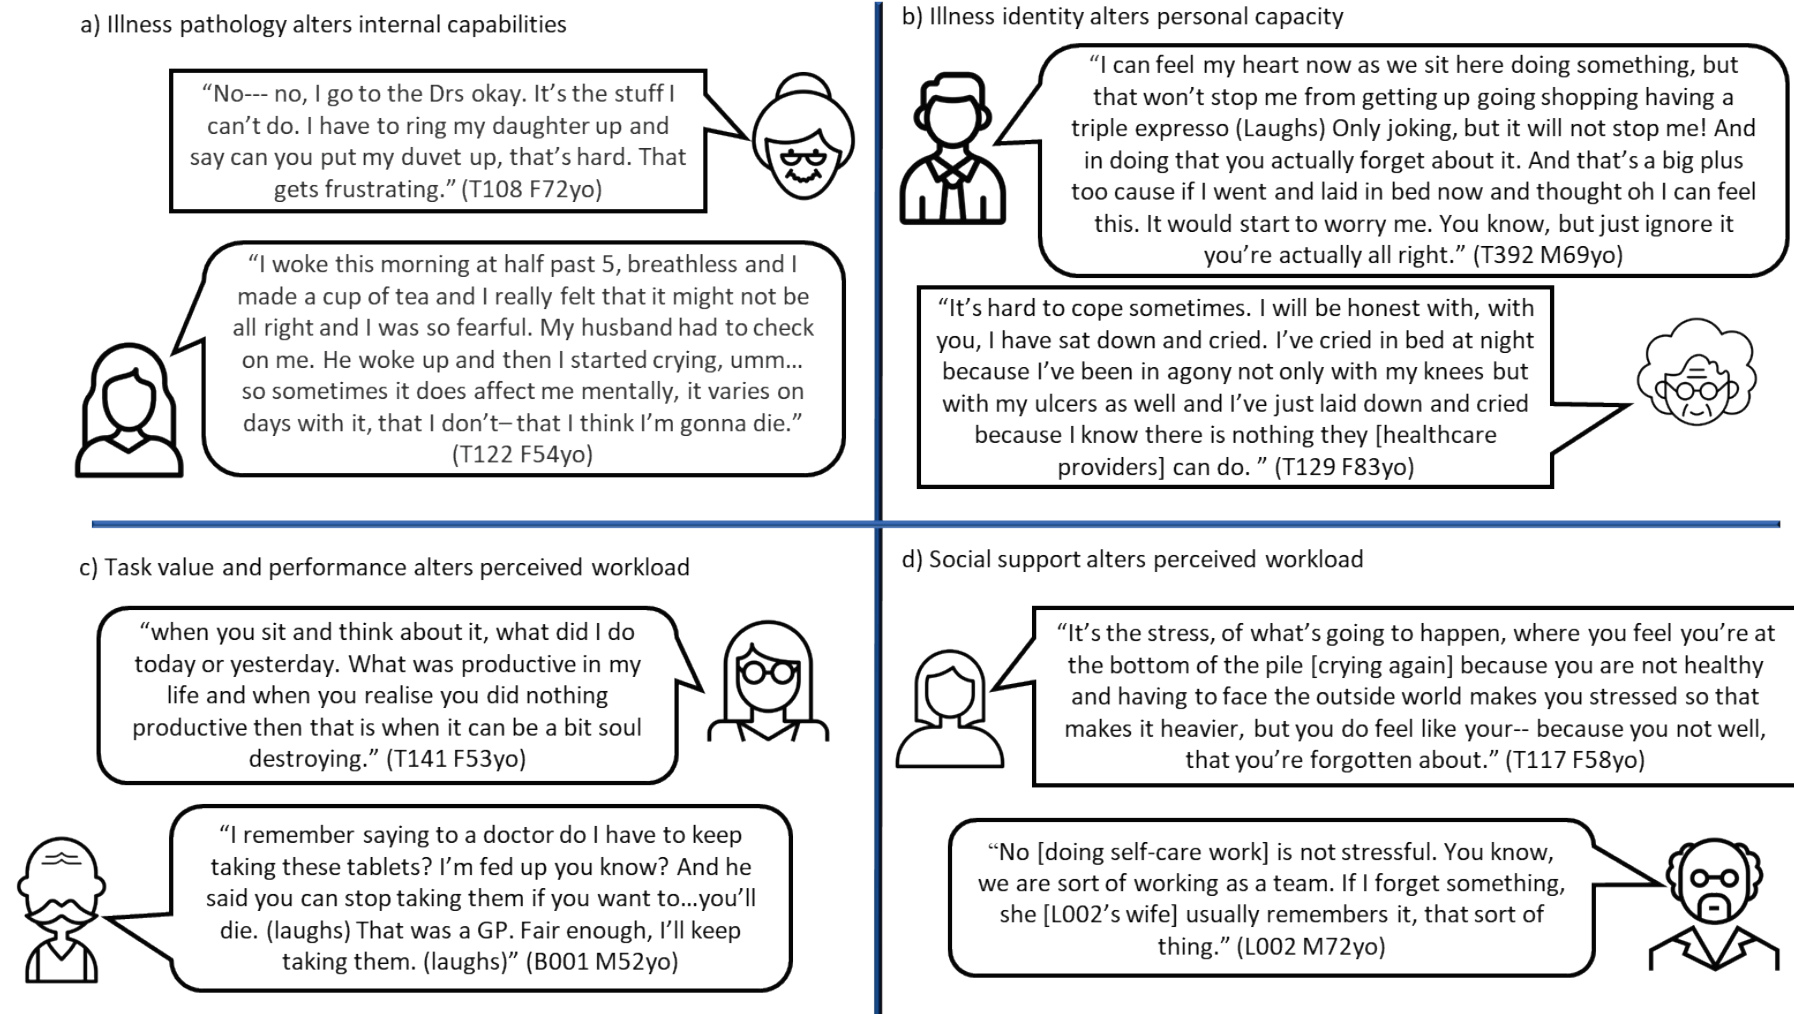 a) Illness pathology alters internal capabilities
“No--- no, I go to the Drs okay. It’s the stuff I
can’t do. I have to ring my daughter up and
say can you put my duvet up, that’s hard. That
gets frustrating.” (T108 F72yo)
“I woke this morning at half past 5, breathless and I
made a cup of tea and I really felt that it might not be
all right and I was so fearful. My husband had to check
on me. He woke up and then I started crying, umm…
so sometimes it does affect me mentally, it varies on
days with it, that I don’t– that I think I’m gonna die.”
(T122 F54yo)
b) Illness identity alters personal capacity
“I can feel my heart now as we sit here doing something, but
that won’t stop me from getting up going shopping having a
triple expresso (Laughs) Only joking, but it will not stop me! And
in doing that you actually forget about it. And that’s a big plus
too cause if I went and laid in bed now and thought oh I can feel
this. It would start to worry me. You know, but just ignore it
you’re actually all right.” (T392 M69yo)
“It’s hard to cope sometimes. I will be honest with, with
you, I have sat down and cried. I’ve cried in bed at night
because I’ve been in agony not only with my knees but
with my ulcers as well and I’ve just laid down and cried
because I know there is nothing they [healthcare
providers] can do. ” (T129 F83yo)
c) Task value and performance alters perceived workload
“when you sit and think about it, what did I do
today or yesterday. What was productive in my
life and when you realise you did nothing
productive then that is when it can be a bit soul
destroying.” (T141 F53yo)
“I remember saying to a doctor do I have to keep
taking these tablets? I’m fed up you know? And he
said you can stop taking them if you want to…you’ll
die. (laughs) That was a GP. Fair enough, I’ll keep
taking them. (laughs)” (B001 M52yo)
d) Social support alters perceived workload
“It’s the stress, of what’s going to happen, where you feel you’re at
the bottom of the pile [crying again] because you are not healthy
and having to face the outside world makes you stressed so that
makes it heavier, but you do feel like your-- because you not well,
that you’re forgotten about.” (T117 F58yo)
“No [doing self-care work] is not stressful. You know,
we are sort of working as a team. If I forget something,
she [L002’s wife] usually remembers it, that sort of
thing.” (L002 M72yo)